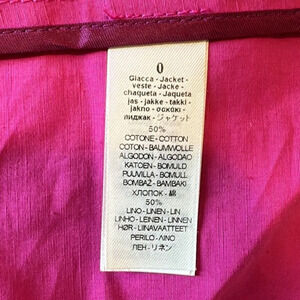 0
Giacca - Jacket -
veste - Jacke -
chaqueta - Jaqueta -
jas - jakke - takki -
jakno - σακάκι -
пиджак - ジャケット
50%
COTONE - COTTON
COTON - BAUMWOLLE
ALGODON - ALGODAO
KATOEN - BOMULD
PUUVILLA - BOMULL
BOMBAŽ - BAMBAKI
ХЛОПОК - 綿
50%
LINO - LINEN - LIN
LINHO - LEINEN - LINNEN
HØR - LIINAVAATTEET
PERILO - ΛΙΝΟ
ЛЕН - リネン